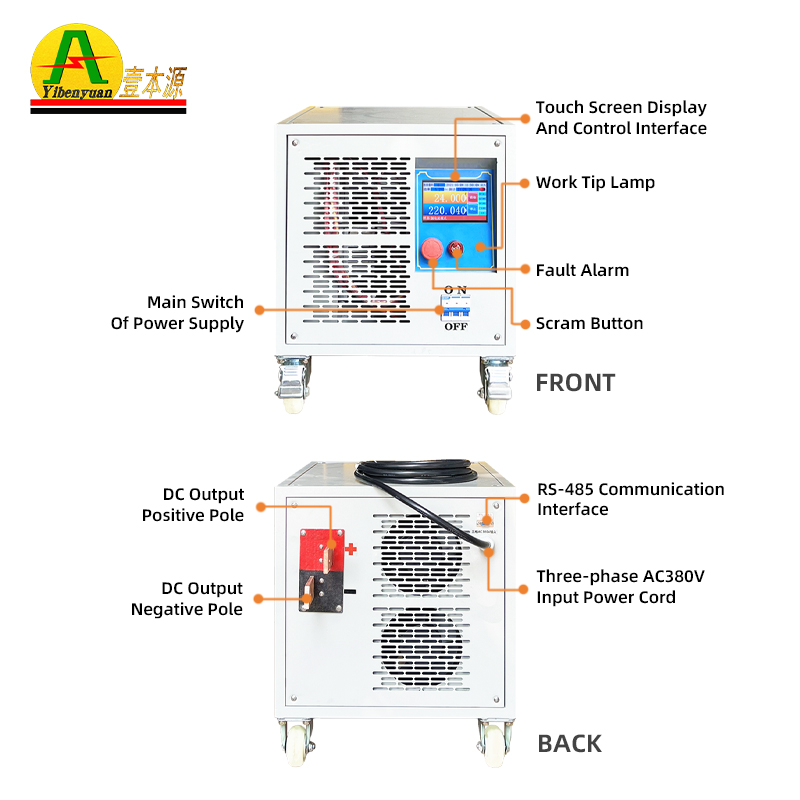 A
Yibenyuan
壹本源
Touch Screen Display
And Control Interface
Work Tip Lamp
24.000
220.040
Fault Alarm
Main Switch
Of Power Supply
ON
Scram Button
OFF
FRONT
DC Output
Positive Pole
RS-485 Communication
Interface
+
DC Output
Negative Pole
-
Three-phase AC380V
Input Power Cord
BACK